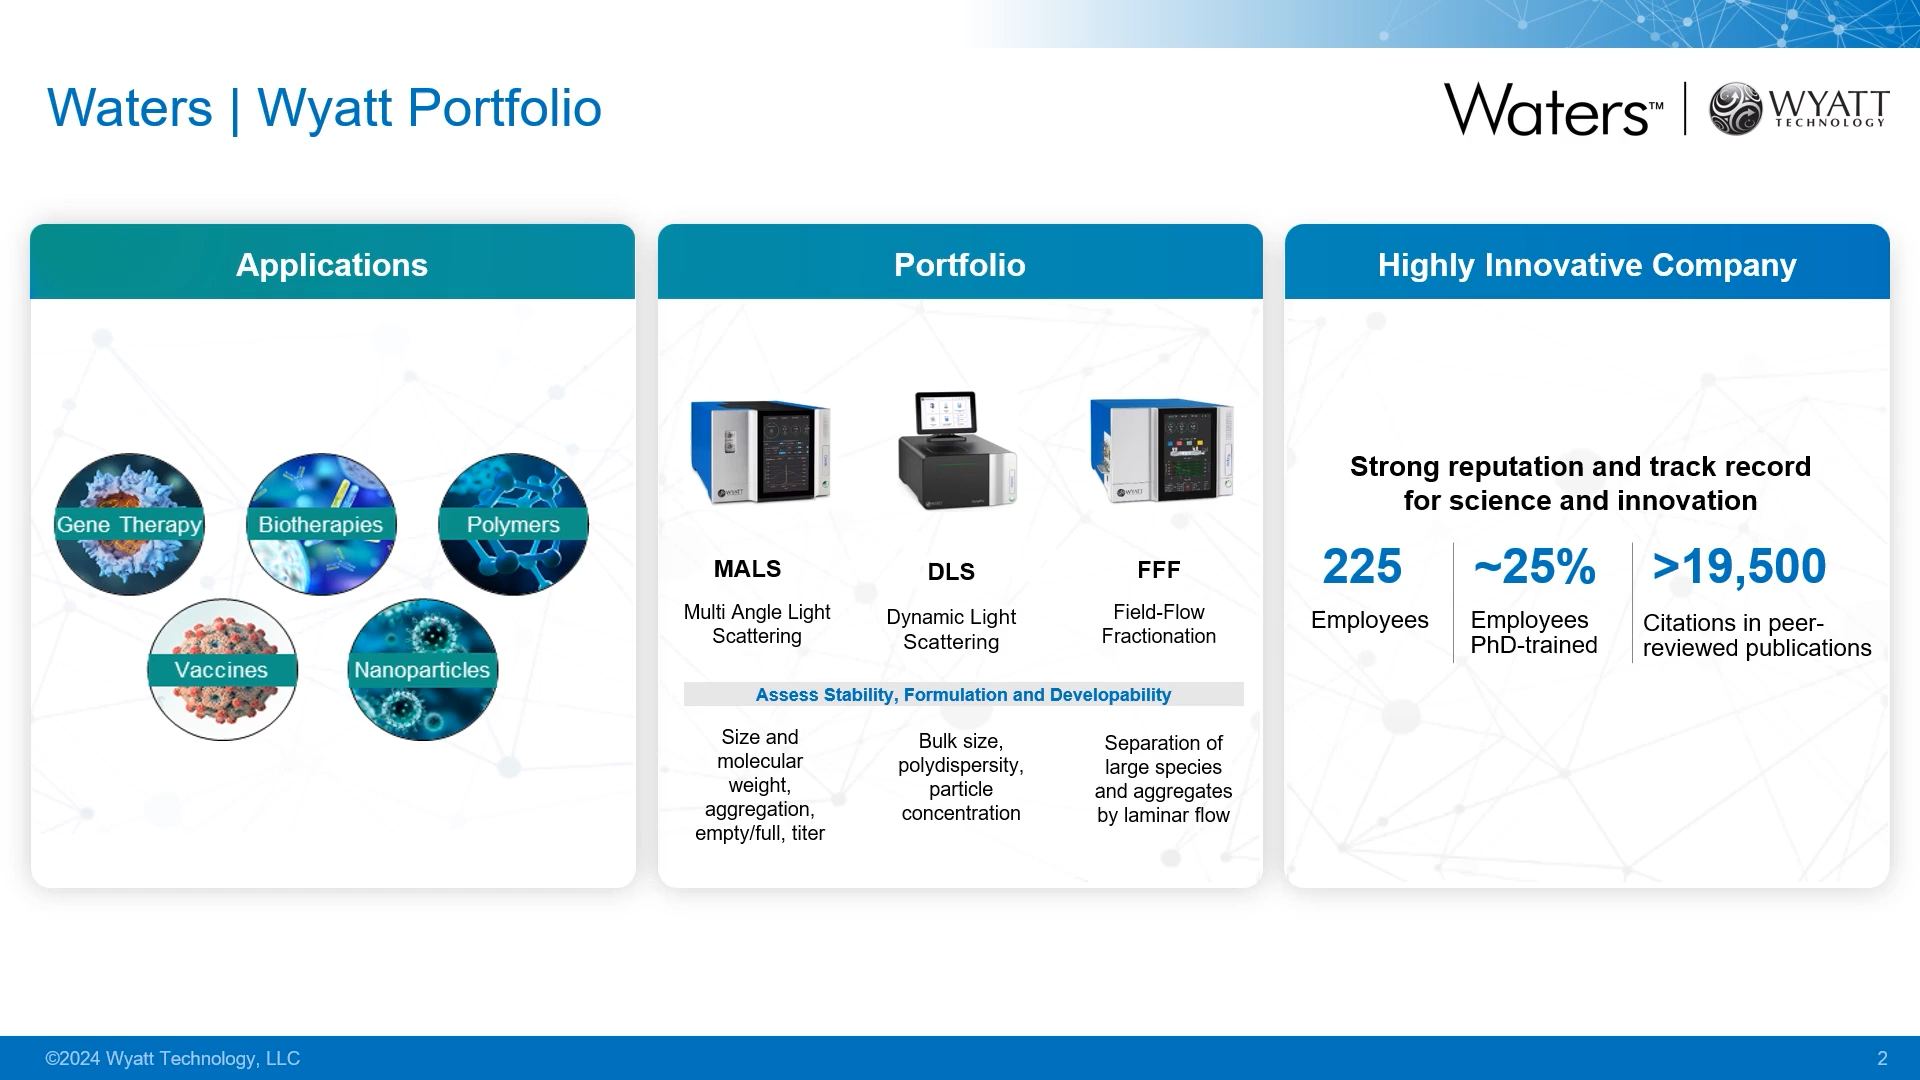 Waters | Wyatt Portfolio
Waters™ | WYATT
TECHNOLOGY
Applications
Gene Therapy
Biotherapies
Polymers
Vaccines
Nanoparticles
Portfolio
WYATT
WYATT
MALS
Multi Angle Light
Scattering
DLS
Dynamic Light
Scattering
FFF
Field-Flow
Fractionation
Assess Stability, Formulation and Developability
Size and
molecular
weight,
aggregation,
empty/full, titer
Bulk size,
polydispersity,
particle
concentration
Separation of
large species
and aggregates
by laminar flow
Highly Innovative Company
Strong reputation and track record
for science and innovation
225
Employees
~25%
Employees
PhD-trained
>19,500
Citations in peer-
reviewed publications
©2024 Wyatt Technology, LLC
2